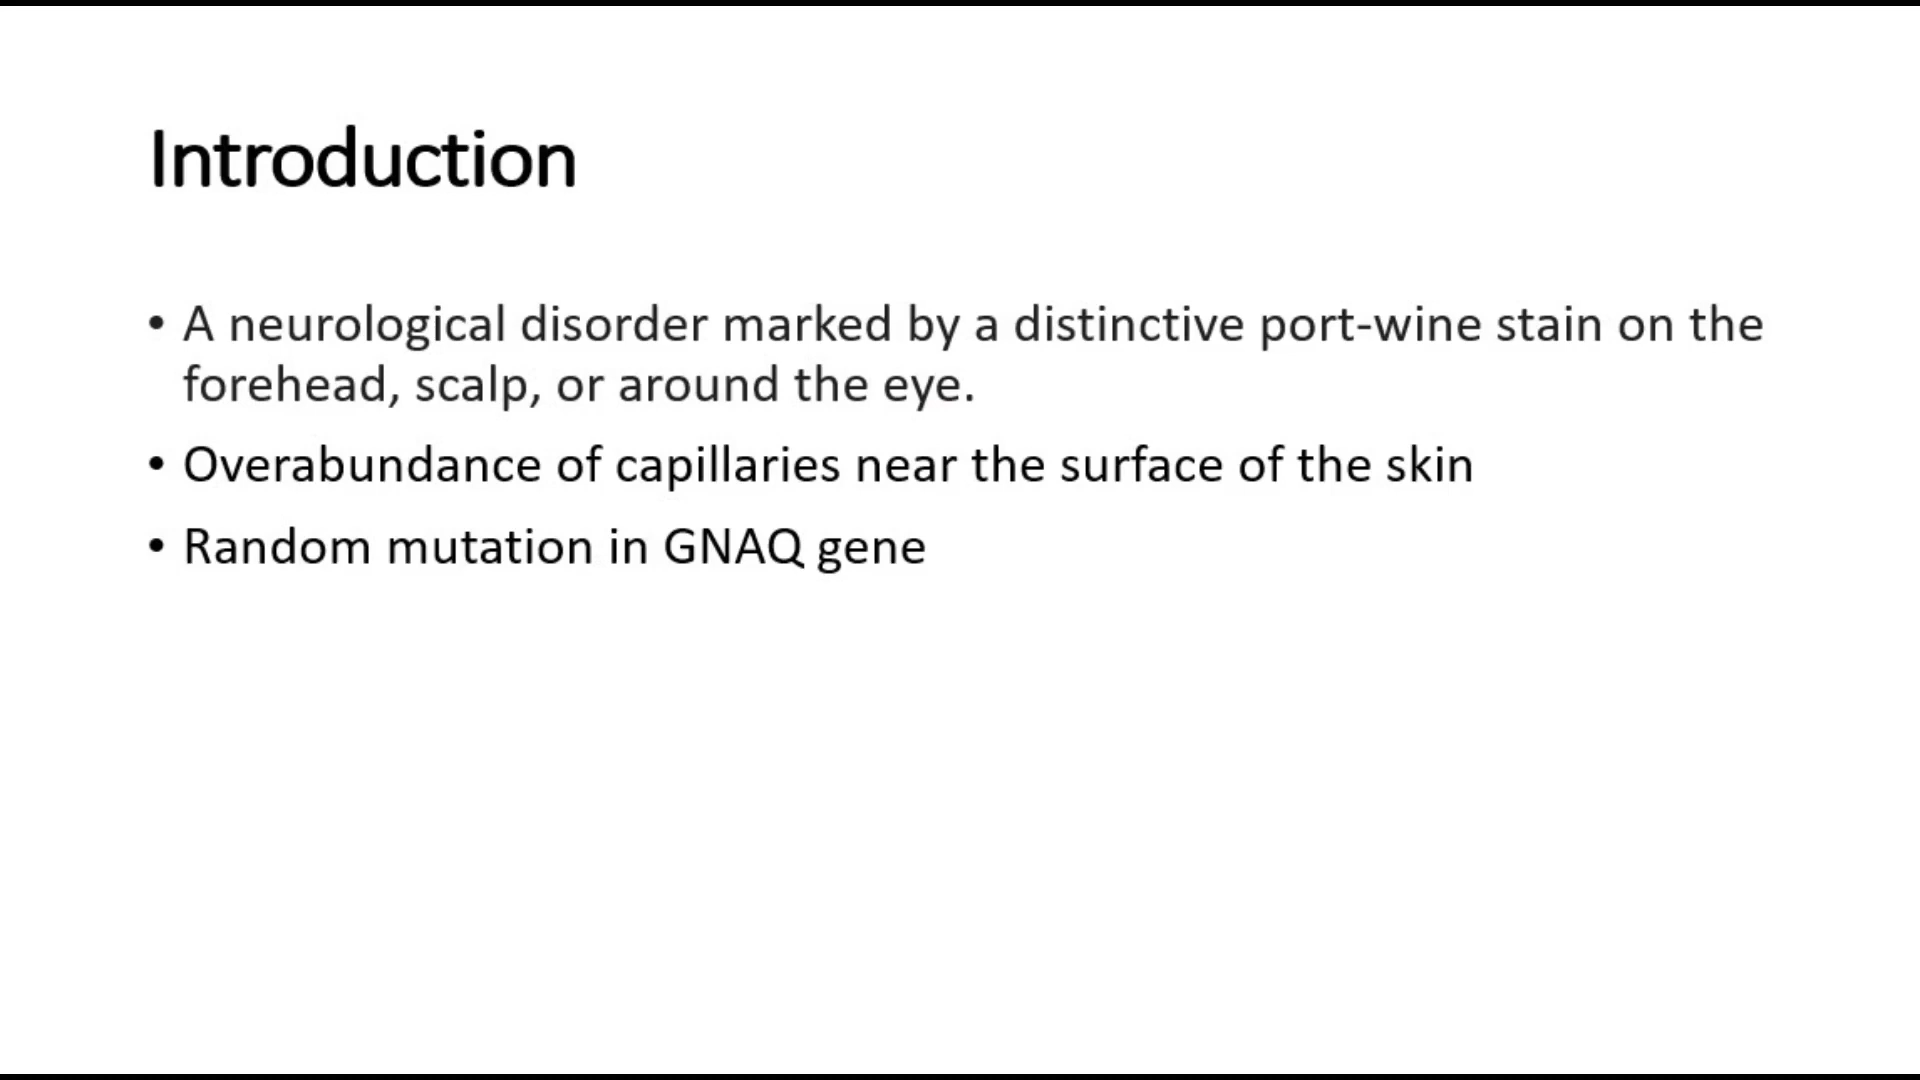 Introduction
• A neurological disorder marked by a distinctive port-wine stain on the
forehead, scalp, or around the eye.
• Overabundance of capillaries near the surface of the skin
• Random mutation in GNAQ gene